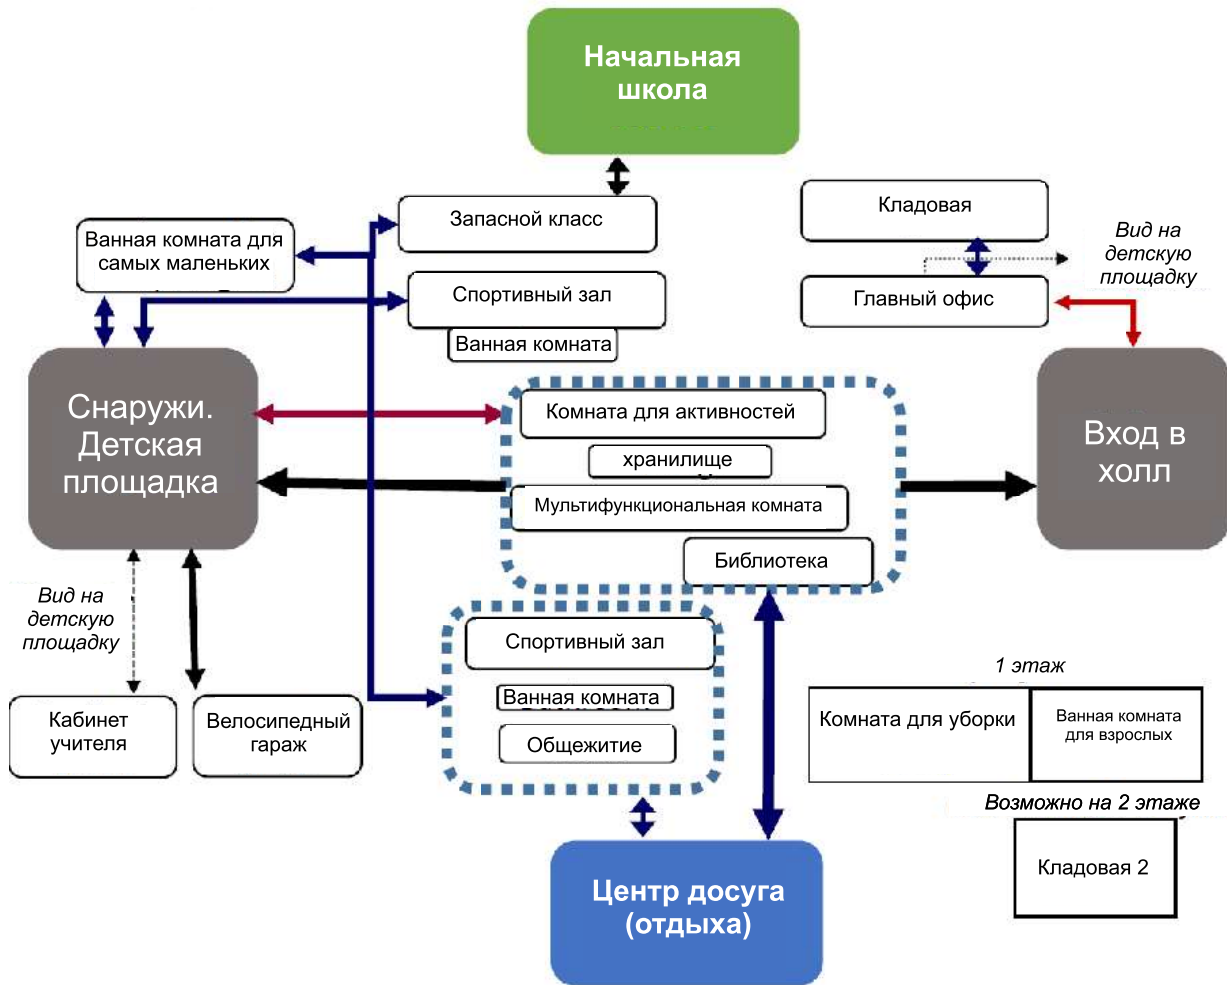 Начальная
школа
Запасной класс
Кладовая
Вид на
детскую
площадку
Ванная комната для
самых маленьких
Спортивный зал
Главный офис
Ванная комната
Снаружи.
Детская
площадка
Комната для активностей
хранилище
Мультифункциональная комната
Библиотека
Вход в
холл
Вид на
детскую
площадку
Спортивный зал
Ванная комната
Общежитие
Кабинет
учителя
Велосипедный
гараж
1 этаж
Комната для уборки
Ванная комната
для взрослых
Возможно на 2 этаже
Кладовая 2
Центр досуга
(отдыха)